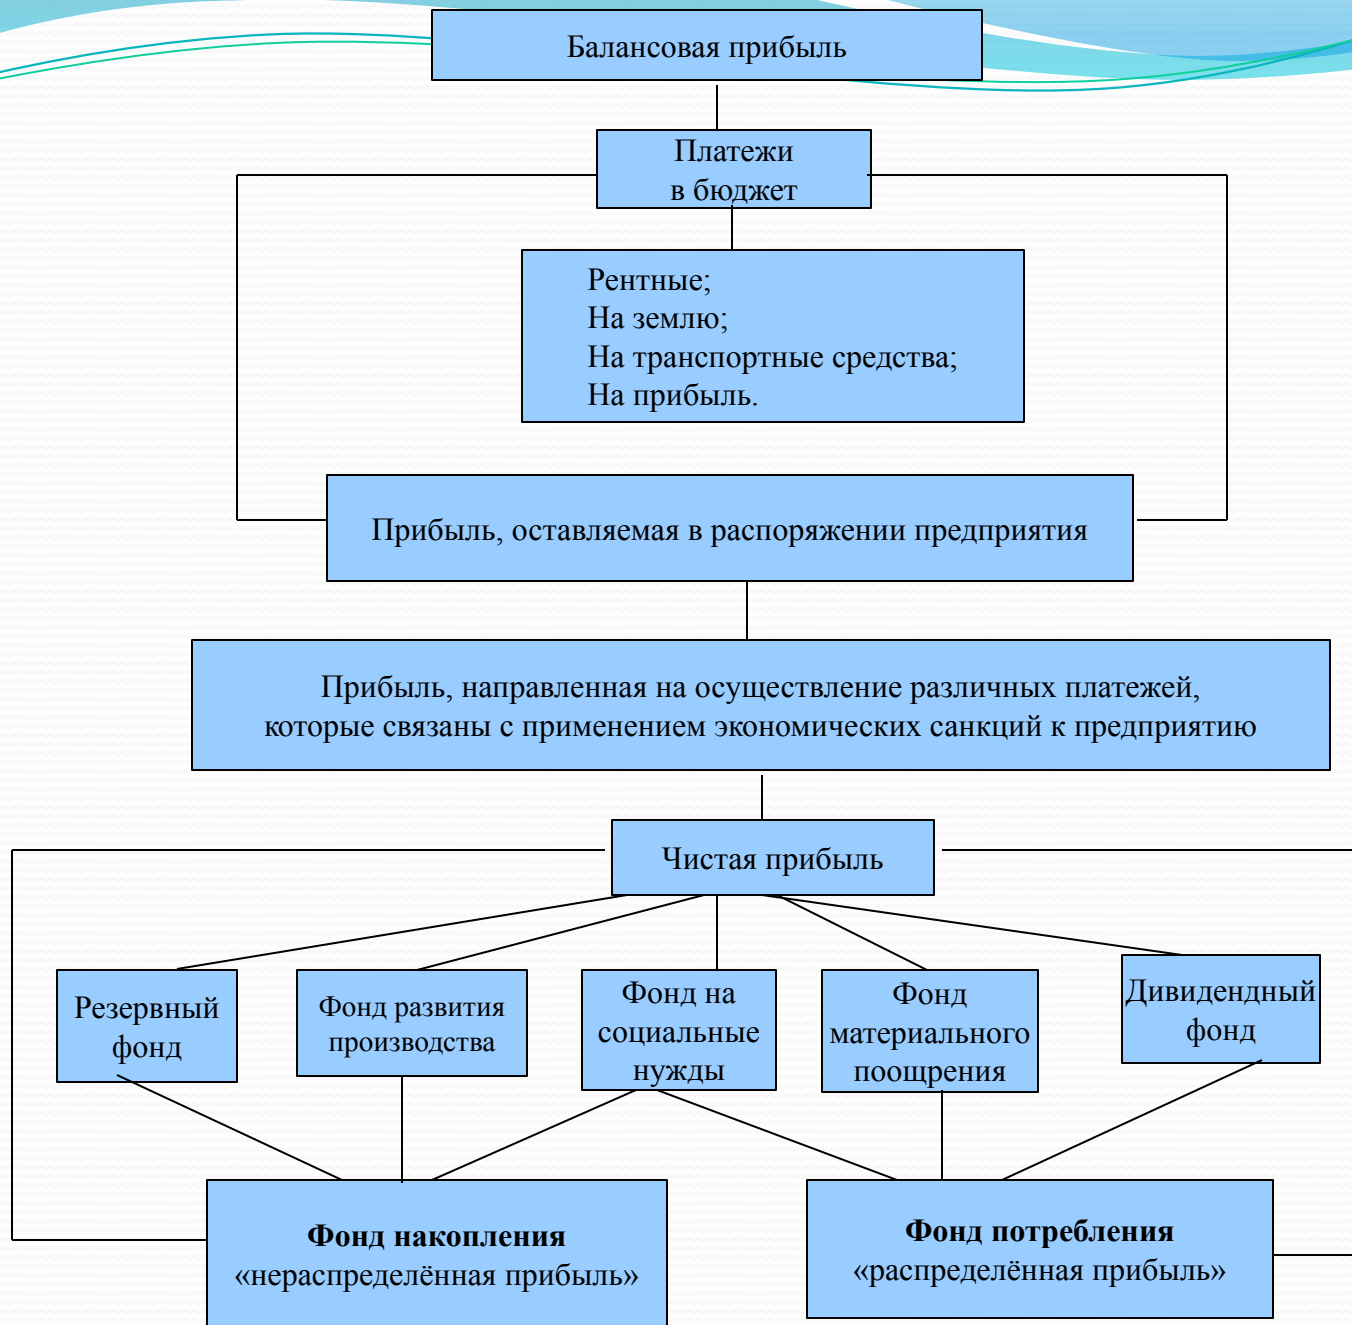 Балансовая прибыль
Платежи
в бюджет
Рентные;
На землю;
На транспортные средства;
На прибыль.
Прибыль, оставляемая в распоряжении предприятия
Прибыль, направленная на осуществление различных платежей,
которые связаны с применением экономических санкций к предприятию
Чистая прибыль
Резервный
фонд
Фонд развития
производства
Фонд на
социальные
нужды
Фонд
материального
поощрения
Дивидендный
фонд
Фонд накопления
«нераспределённая прибыль»
Фонд потребления
«распределённая прибыль»